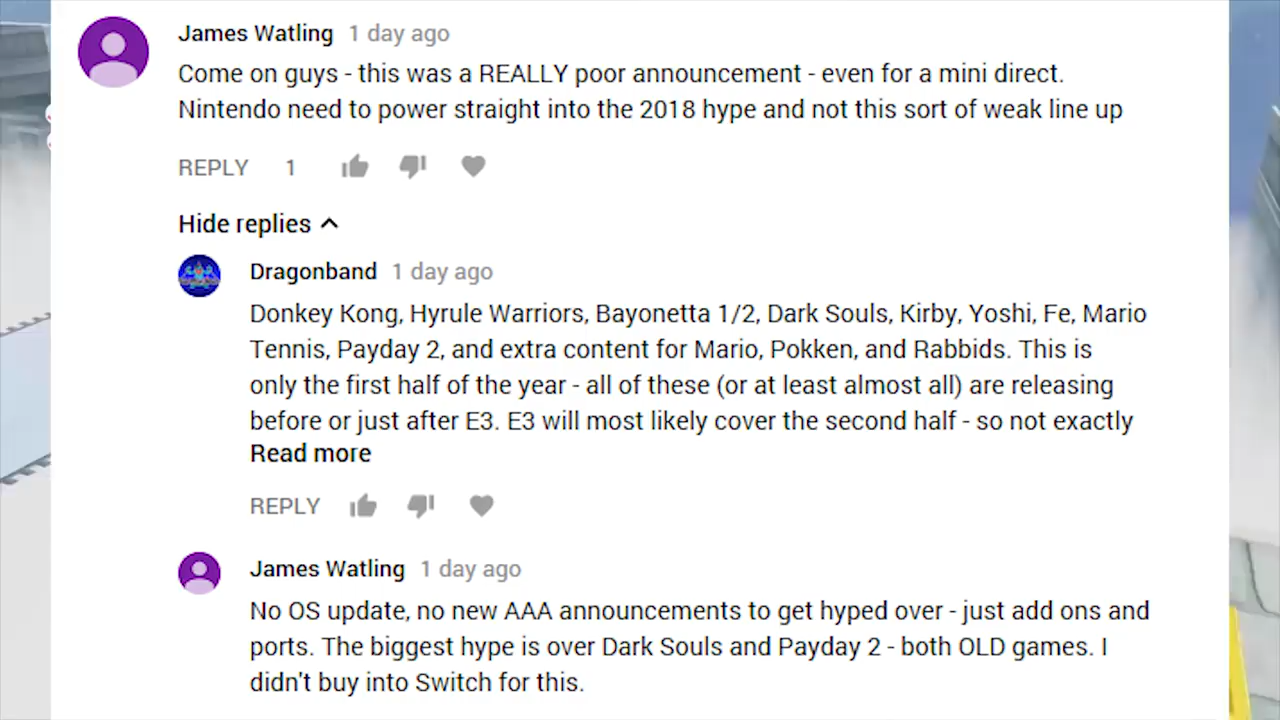 James Watling 1 day ago
Come on guys - this was a REALLY poor announcement - even for a mini direct.
Nintendo need to power straight into the 2018 hype and not this sort of weak line up
REPLY 1
Hide replies
Dragonband 1 day ago
Donkey Kong, Hyrule Warriors, Bayonetta 1/2, Dark Souls, Kirby, Yoshi, Fe, Mario
Tennis, Payday 2, and extra content for Mario, Pokken, and Rabbids. This is
only the first half of the year - all of these (or at least almost all) are releasing
before or just after E3. E3 will most likely cover the second half - so not exactly
Read more
REPLY
James Watling 1 day ago
No OS update, no new AAA announcements to get hyped over - just add ons and
ports. The biggest hype is over Dark Souls and Payday 2 - both OLD games. I
didn't buy into Switch for this.